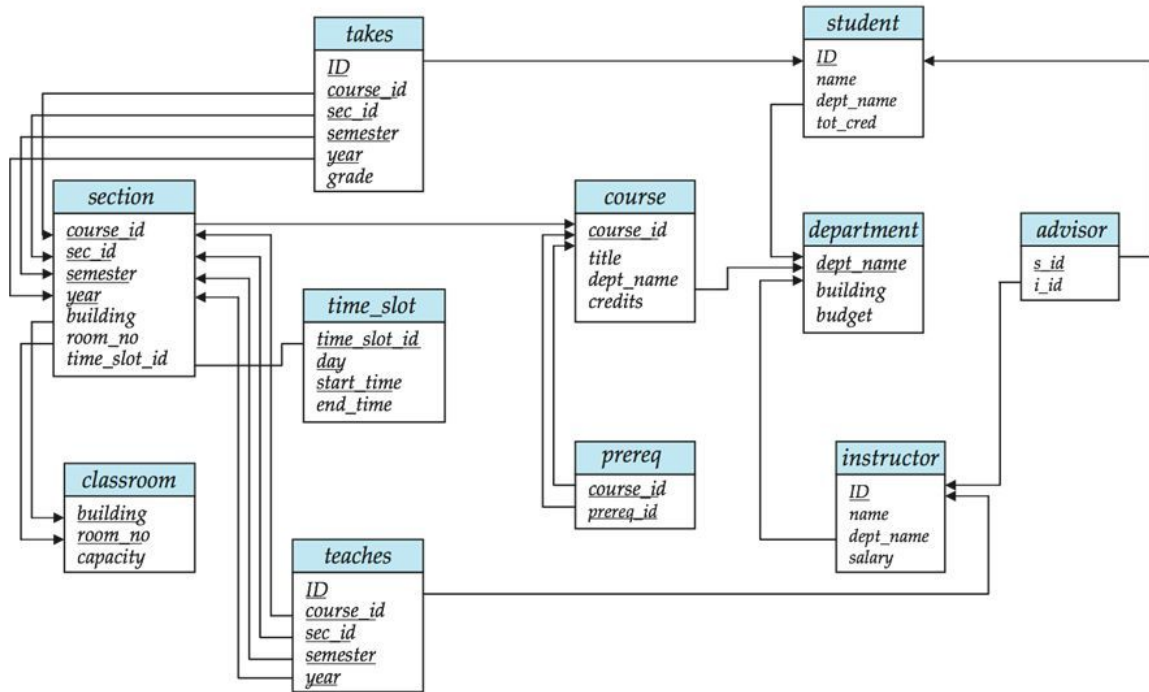 takes
ID
course_id
sec_id
semester
year
grade
student
ID
name
dept_name
tot_cred
section
course_id
sec_id
semester
year
building
room_no
time_slot_id
course
course_id
title
dept_name
credits
department
dept_name
building
budget
advisor
s_id
i_id
time_slot
time_slot_id
day
start_time
end_time
prereq
course_id
prereq_id
instructor
ID
name
dept_name
salary
classroom
building
room_no
capacity
teaches
ID
course_id
sec_id
semester
year